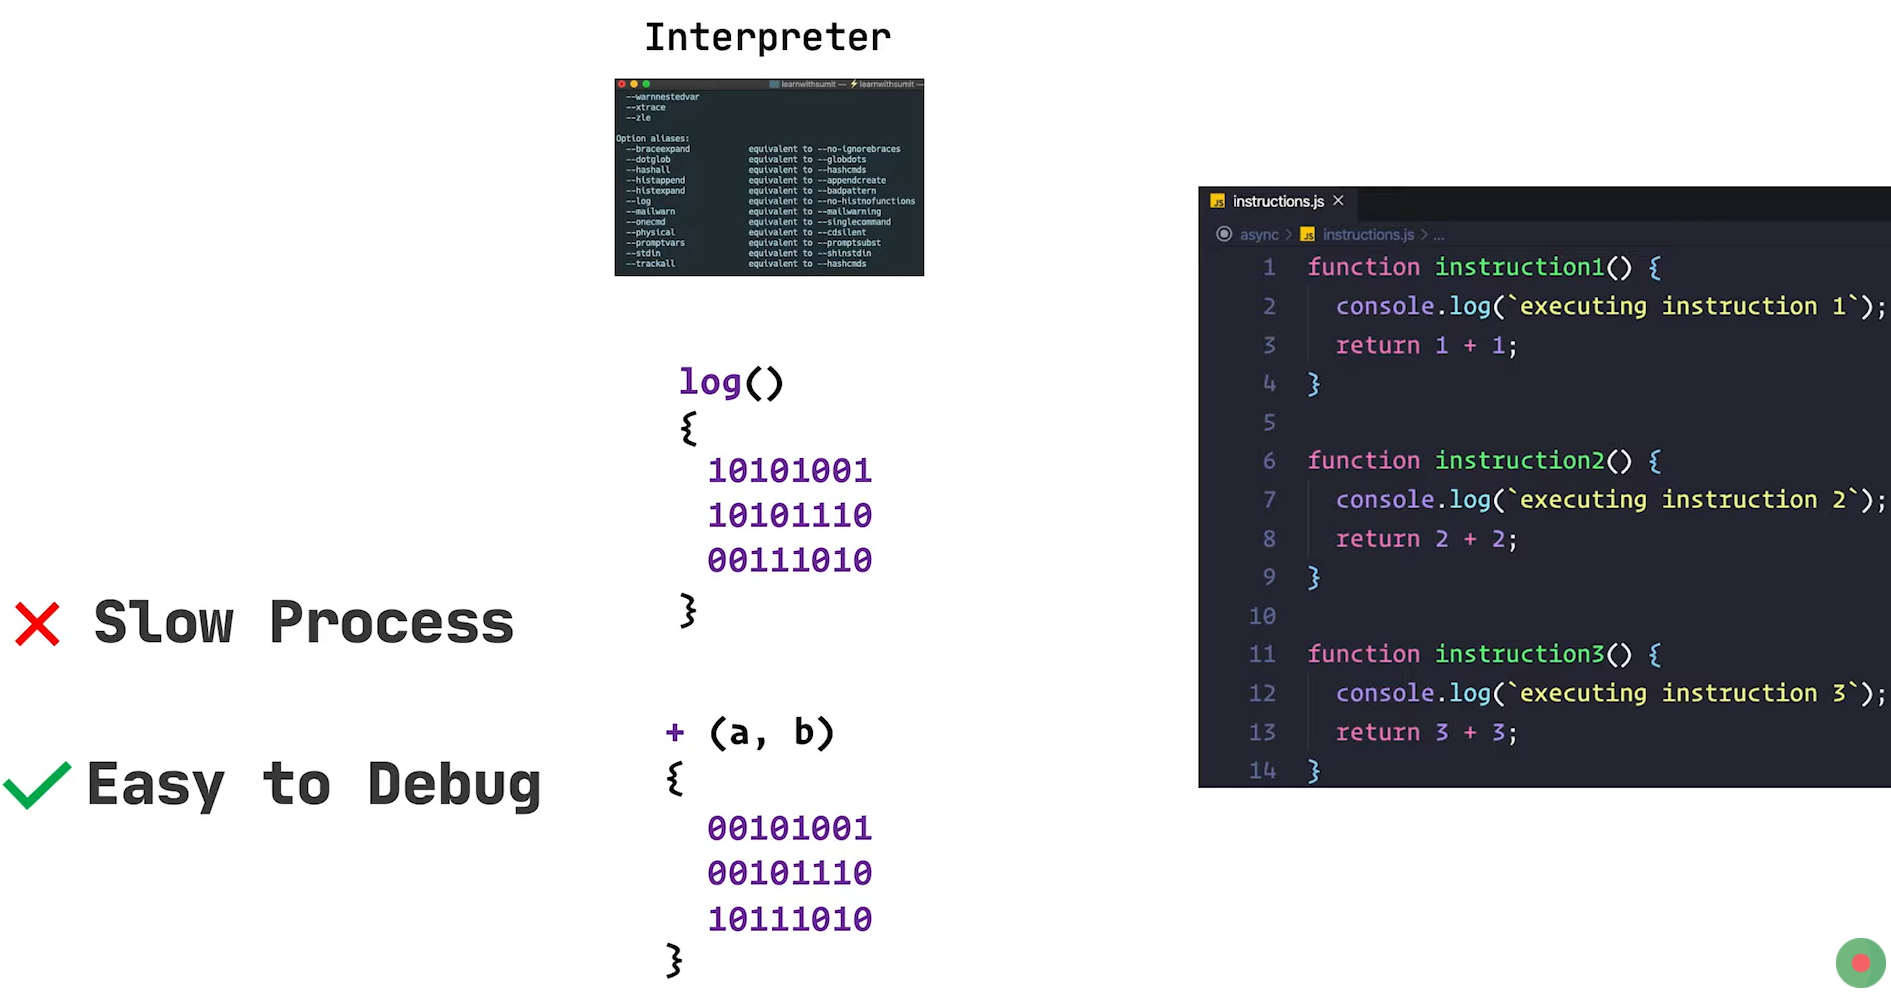 Interpreter
learnwithsumit — ⚡ learnwithsumit —
--warnnestedvar
--xtrace
--zle
Option aliases:
--braceexpand equivalent to --no-ignorebraces
--dotglob equivalent to --globdots
--hashall equivalent to --hashcmds
--histappend equivalent to --appendcreate
--histexpand equivalent to --badpattern
--log equivalent to --no-histnofunctions
--mailwarn equivalent to --mailwarning
--onecmd equivalent to --singlecommand
--physical equivalent to --cdsilent
--promptvars equivalent to --promptsubst
--stdin equivalent to --shinstdin
--trackall equivalent to --hashcmds
log()
{
10101001
10101110
00111010
}
Slow Process
Easy to Debug
+ (a, b)
{
00101001
00101110
10111010
}
JS instructions.js ×
async > JS instructions.js > ...
1 function instruction1() {
2 console.log(`executing instruction 1`);
3 return 1 + 1;
4 }
5
6 function instruction2() {
7 console.log(`executing instruction 2`);
8 return 2 + 2;
9 }
10
11 function instruction3() {
12 console.log(`executing instruction 3`);
13 return 3 + 3;
14 }